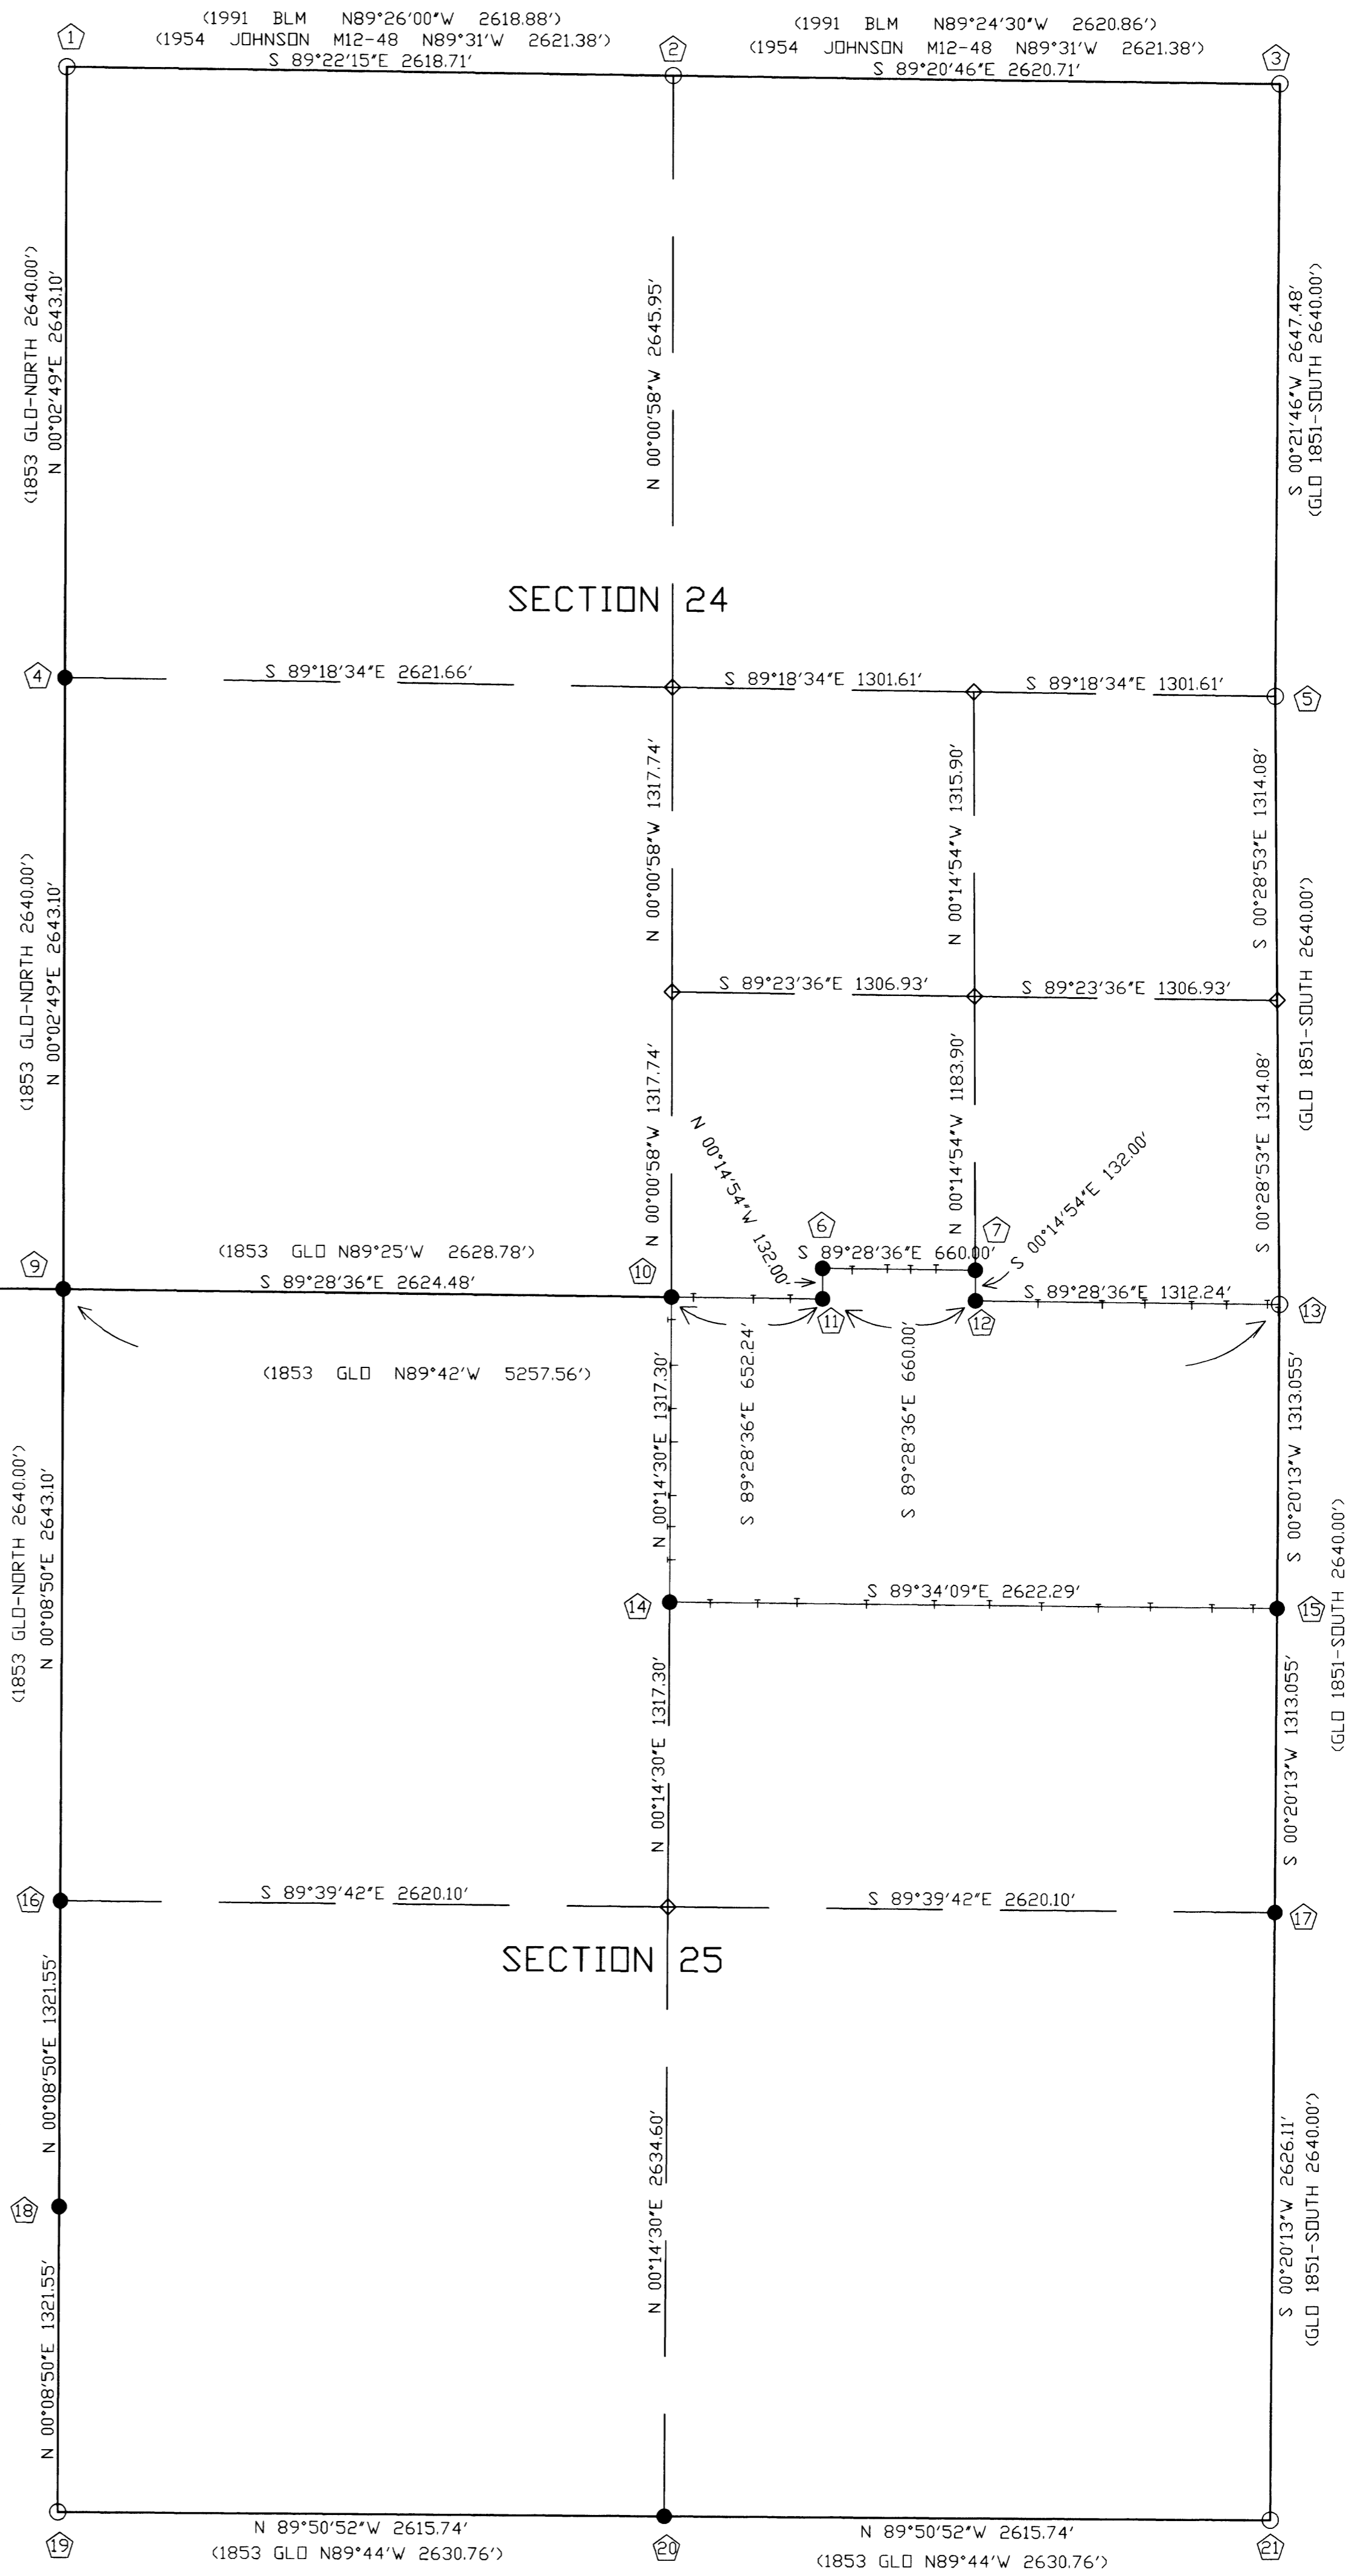 (1991 BLM N89°26'00"W 2618.88')
(1954 JOHNSON M12-48 N89°31'W 2621.38')
S 89°22'15"E 2618.71'
(1991 BLM N89°24'30"W 2620.86')
(1954 JOHNSON M12-48 N89°31'W 2621.38')
S 89°20'46"E 2620.71'
1
2
3
(1853 GLO-NORTH 2640.00')
N 00°02'49"E 2643.10'
N 00°00'58"W 2645.95'
S 00°21'46"W 2647.48'
(GLO 1851-SOUTH 2640.00')
SECTION 24
4
S 89°18'34"E 2621.66'
S 89°18'34"E 1301.61'
S 89°18'34"E 1301.61'
5
(1853 GLO-NORTH 2640.00')
N 00°02'49"E 2643.10'
N 00°00'58"W 1317.74'
N 00°14'54"W 1315.90'
S 00°28'53"E 1314.08'
(GLO 1851-SOUTH 2640.00')
S 89°23'36"E 1306.93'
S 89°23'36"E 1306.93'
N 00°00'58"W 1317.74'
N 00°14'54"W 132.00'
N 00°14'54"W 1183.90'
S 00°14'54"E 132.00'
S 00°28'53"E 1314.08'
6
7
S 89°28'36"E 660.00'
9
(1853 GLO N89°25'W 2628.78')
S 89°28'36"E 2624.48'
10
11
12
S 89°28'36"E 1312.24'
13
(1853 GLO N89°42'W 5257.56')
S 89°28'36"E 652.24'
S 89°28'36"E 660.00'
(1853 GLO-NORTH 2640.00')
N 00°08'50"E 2643.10'
N 00°14'30"E 1317.30'
S 00°20'13"W 1313.055'
(GLO 1851-SOUTH 2640.00')
14
S 89°34'09"E 2622.29'
15
N 00°14'30"E 1317.30'
S 00°20'13"W 1313.055'
16
S 89°39'42"E 2620.10'
S 89°39'42"E 2620.10'
17
SECTION 25
N 00°08'50"E 1321.55'
18
N 00°08'50"E 1321.55'
N 00°14'30"E 2634.60'
S 00°20'13"W 2626.11'
(GLO 1851-SOUTH 2640.00')
19
N 89°50'52"W 2615.74'
(1853 GLO N89°44'W 2630.76')
20
N 89°50'52"W 2615.74'
(1853 GLO N89°44'W 2630.76')
21